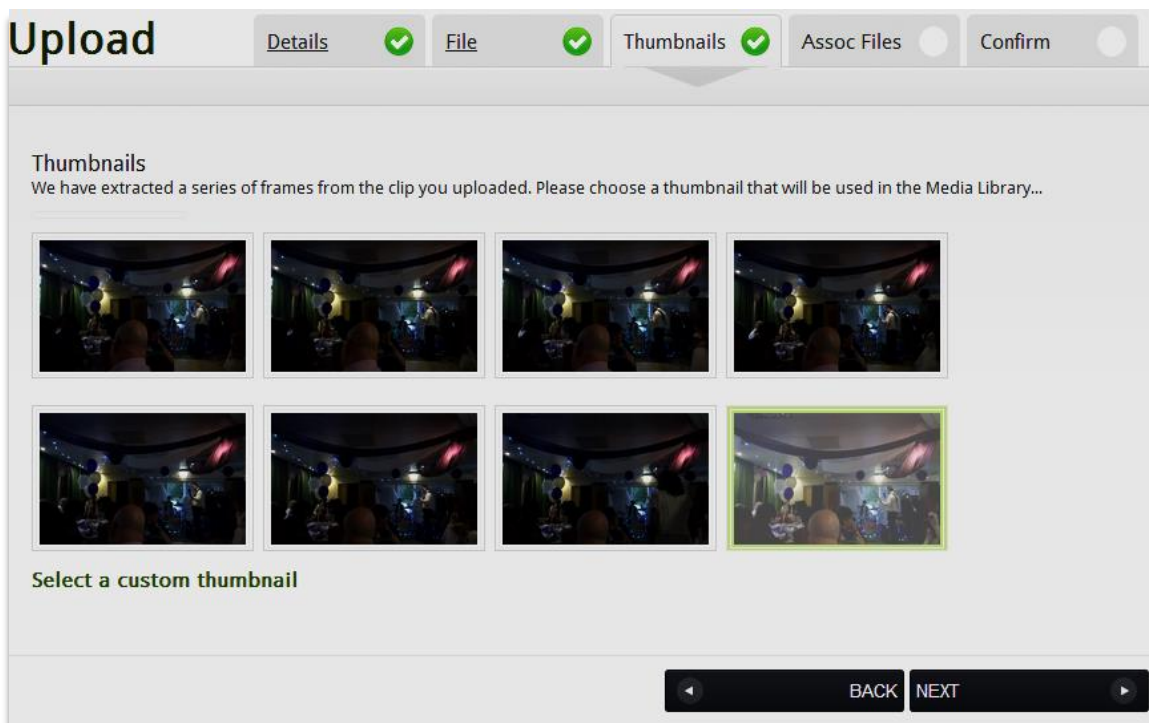 Upload
Details
File
Thumbnails
Assoc Files
Confirm
Thumbnails
We have extracted a series of frames from the clip you uploaded. Please choose a thumbnail that will be used in the Media Library...
Select a custom thumbnail
BACK
NEXT